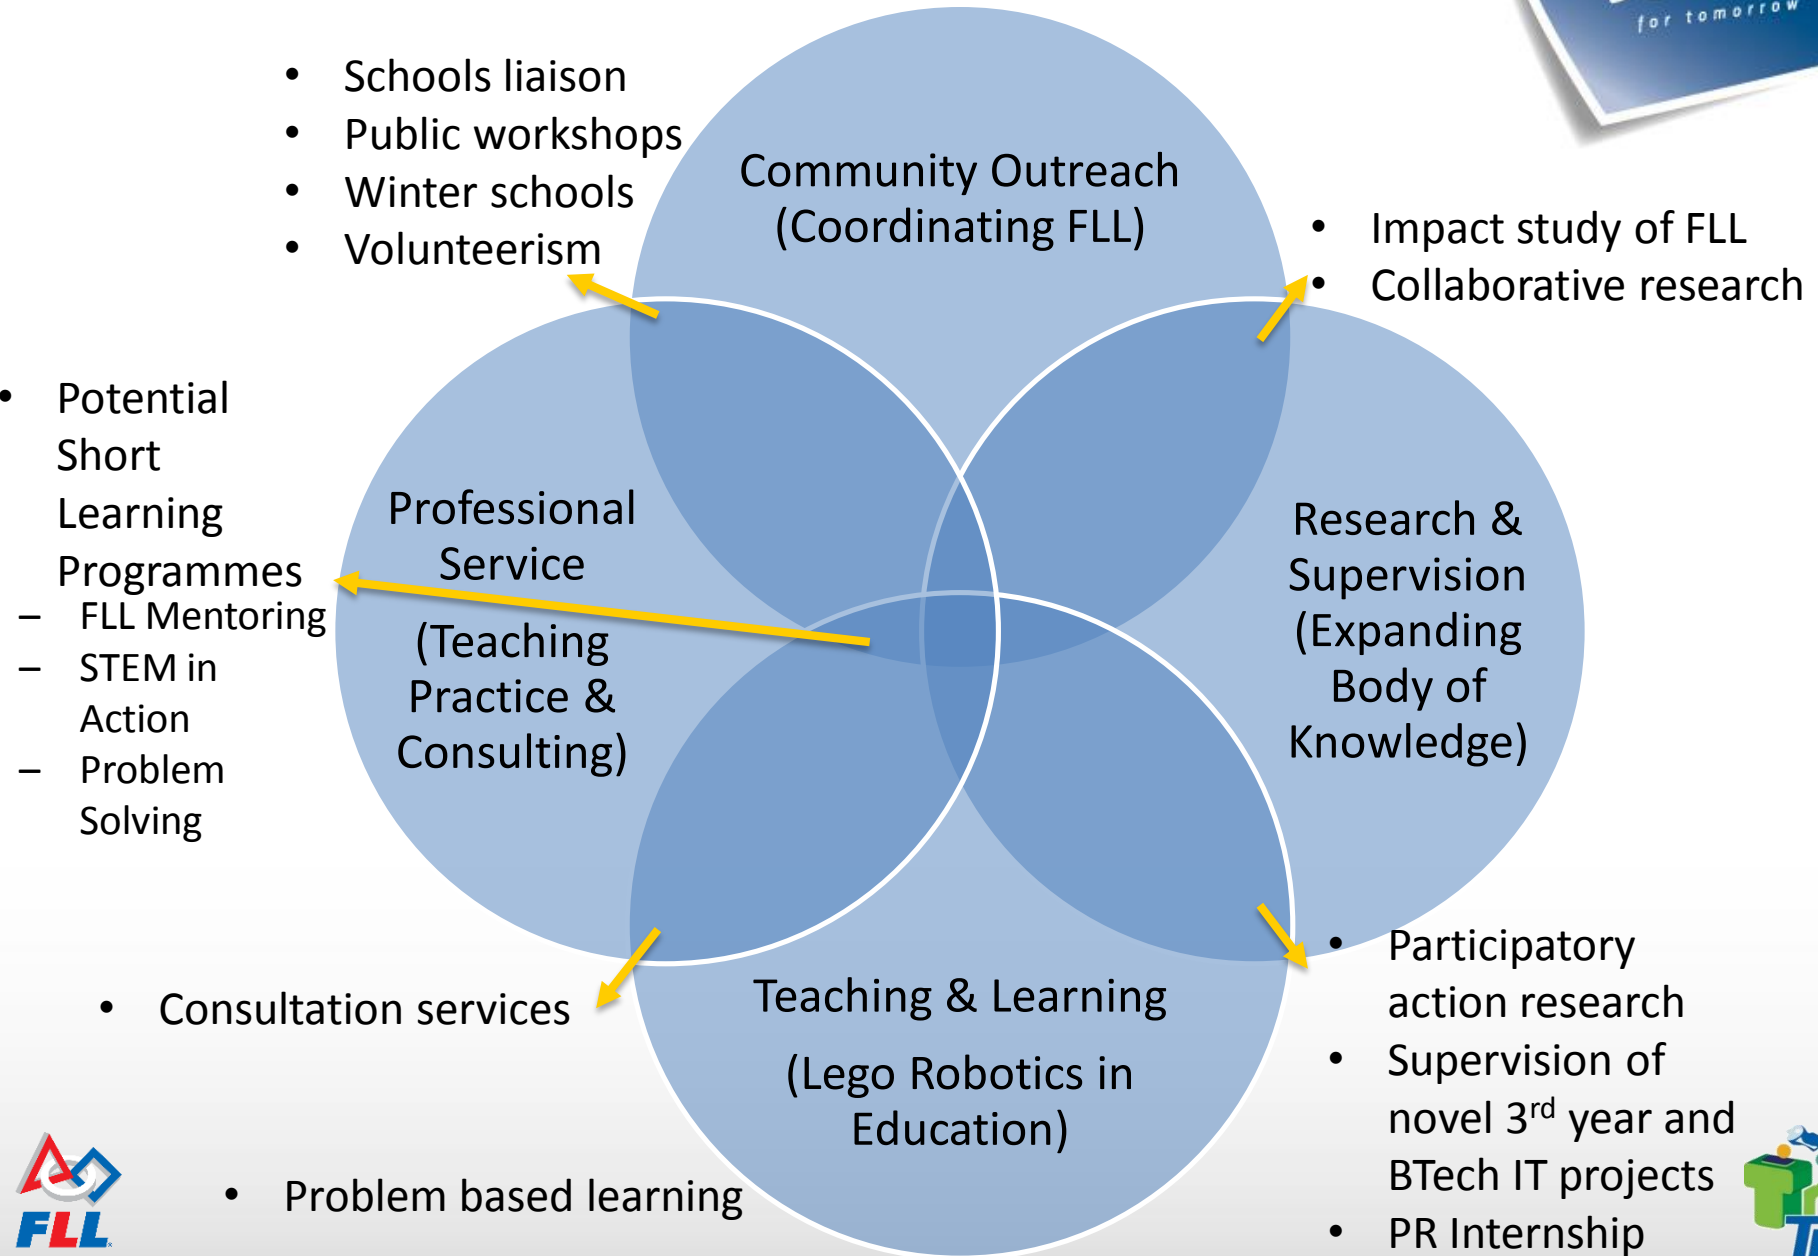 for tomorrow
• Schools liaison
• Public workshops
• Winter schools
• Volunteerism
Community Outreach
(Coordinating FLL)
• Impact study of FLL
• Collaborative research
• Potential
Short
Learning
Programmes
– FLL Mentoring
– STEM in
Action
– Problem
Solving
Professional
Service
(Teaching
Practice &
Consulting)
Research &
Supervision
(Expanding
Body of
Knowledge)
• Consultation services
Teaching & Learning
(Lego Robotics in
Education)
• Problem based learning
• Participatory
action research
• Supervision of
novel 3rd year and
BTech IT projects
• PR Internship
FLL